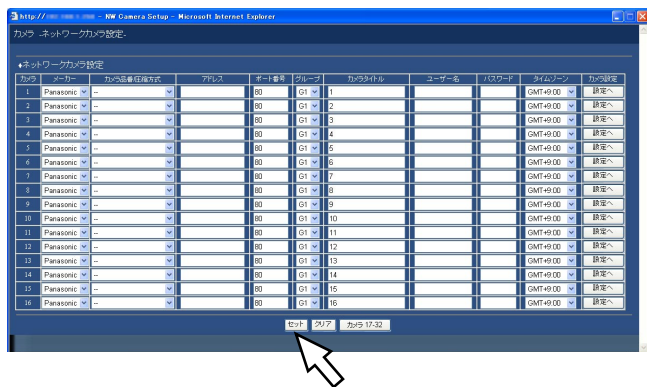 http:// - NW Camera Setup - Microsoft Internet Explorer
カメラ -ネットワークカメラ設定-
◆ネットワークカメラ設定
カメラ メーカー カメラ品番/圧縮方式 アドレス ポート番号 グループ カメラタイトル ユーザー名 パスワード タイムゾーン カメラ設定
1 Panasonic -- 80 G1 1 GMT+9:00 設定へ
2 Panasonic -- 80 G1 2 GMT+9:00 設定へ
3 Panasonic -- 80 G1 3 GMT+9:00 設定へ
4 Panasonic -- 80 G1 4 GMT+9:00 設定へ
5 Panasonic -- 80 G1 5 GMT+9:00 設定へ
6 Panasonic -- 80 G1 6 GMT+9:00 設定へ
7 Panasonic -- 80 G1 7 GMT+9:00 設定へ
8 Panasonic -- 80 G1 8 GMT+9:00 設定へ
9 Panasonic -- 80 G1 9 GMT+9:00 設定へ
10 Panasonic -- 80 G1 10 GMT+9:00 設定へ
11 Panasonic -- 80 G1 11 GMT+9:00 設定へ
12 Panasonic -- 80 G1 12 GMT+9:00 設定へ
13 Panasonic -- 80 G1 13 GMT+9:00 設定へ
14 Panasonic -- 80 G1 14 GMT+9:00 設定へ
15 Panasonic -- 80 G1 15 GMT+9:00 設定へ
16 Panasonic -- 80 G1 16 GMT+9:00 設定へ
セット クリア カメラ 17-32